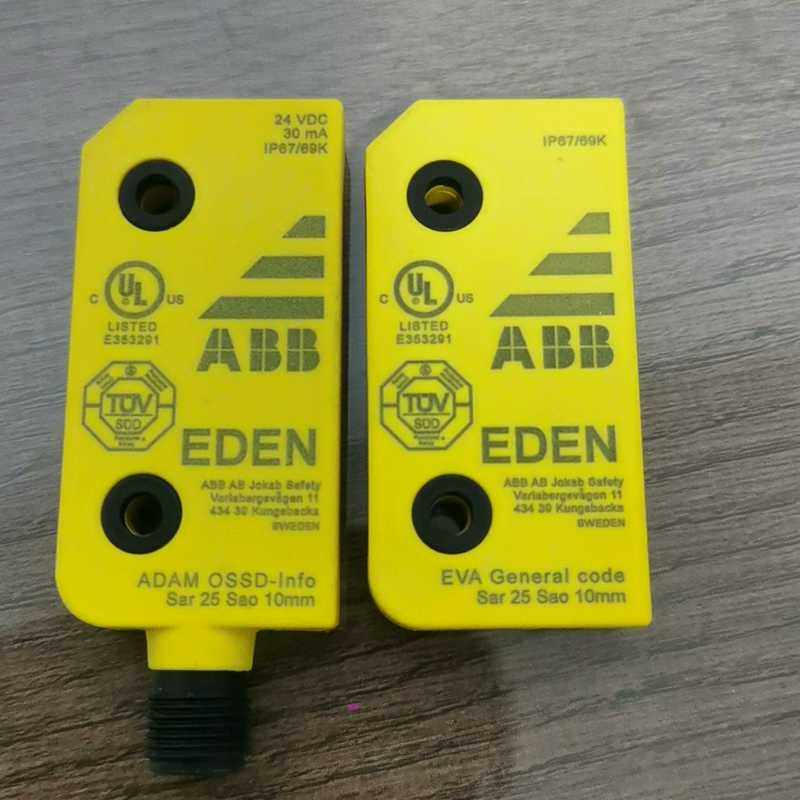 24 VDC
30 mA
IP67/69K
C UL US
LISTED
E353291
ABB
TÜV
SÜD
EDEN
ABB AB Jokab Safety
Varlabergsvägen 11
434 39 Kungsbacka
SWEDEN
ADAM OSSD-Info
Sar 25 Sao 10mm
IP67/69K
C UL US
LISTED
E353291
ABB
TÜV
SÜD
EDEN
ABB AB Jokab Safety
Varlabergsvägen 11
434 39 Kungsbacka
SWEDEN
EVA General code
Sar 25 Sao 10mm